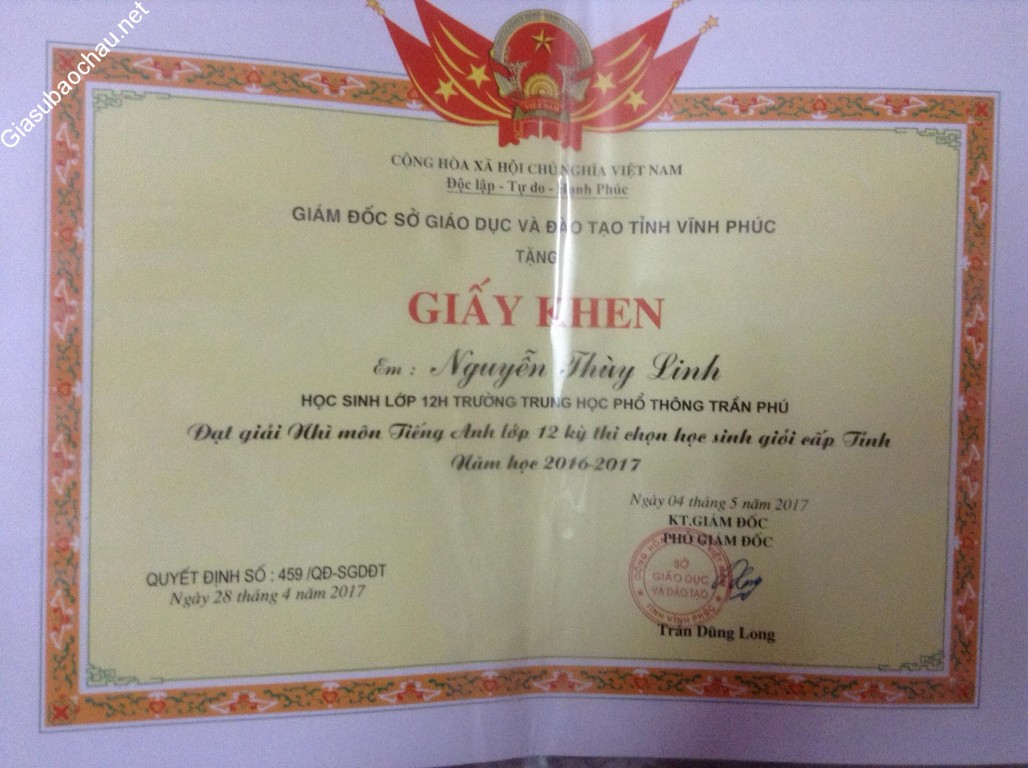 Giasubaochau.net
VIỆT NAM
CỘNG HÒA XÃ HỘI CHỦ NGHĨA VIỆT NAM
Độc lập - Tự do - Hạnh Phúc
GIÁM ĐỐC SỞ GIÁO DỤC VÀ ĐÀO TẠO TỈNH VĨNH PHÚC
TẶNG
GIẤY KHEN
Em : Nguyễn Thùy Linh
HỌC SINH LỚP 12H TRƯỜNG TRUNG HỌC PHỔ THÔNG TRẦN PHÚ
Đạt giải Nhì môn Tiếng Anh lớp 12 kỳ thi chọn học sinh giỏi cấp Tỉnh
Năm học 2016-2017
Ngày 04 tháng 5 năm 2017
KT.GIÁM ĐỐC
PHÓ GIÁM ĐỐC
SỞ
GIÁO DỤC
VÀ ĐÀO TẠO
TỈNH VĨNH PHÚC
Trần Dũng Long
QUYẾT ĐỊNH SỐ : 459 /QĐ-SGDĐT
Ngày 28 tháng 4 năm 2017